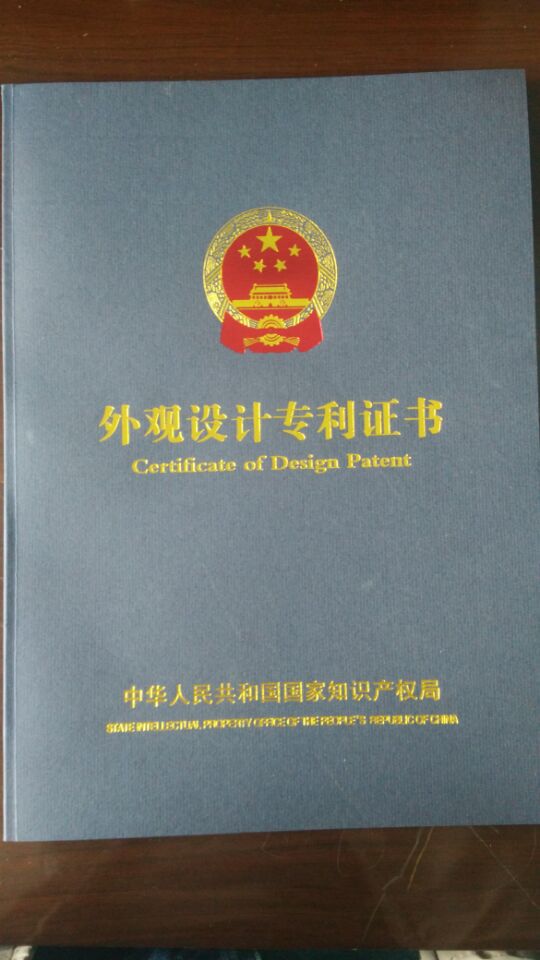 外观设计专利证书
Certificate of Design Patent
中华人民共和国国家知识产权局
STATE INTELLECTUAL PROPERTY OFFICE OF THE PEOPLE'S REPUBLIC OF CHINA